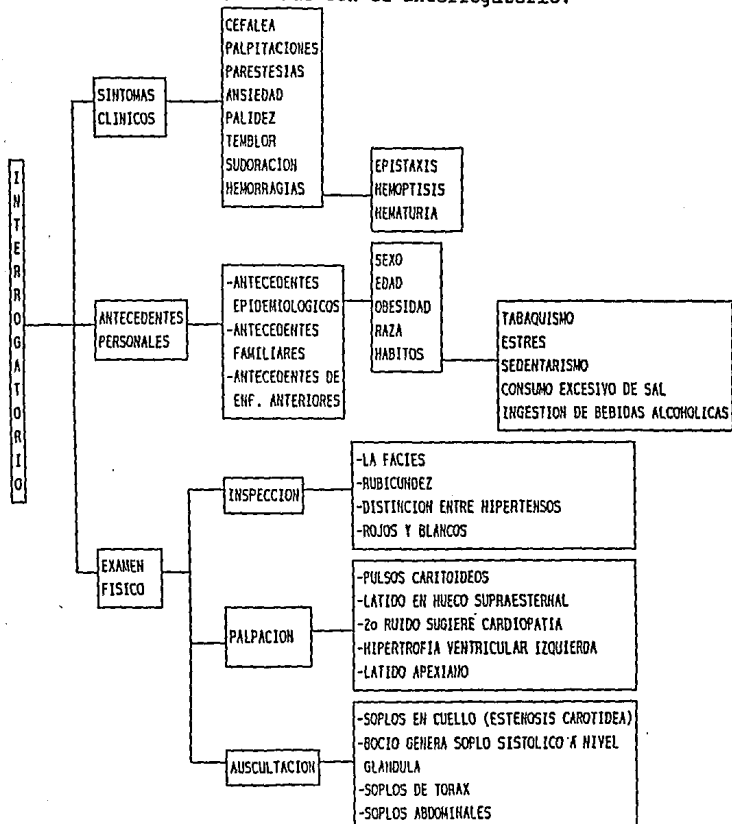 interrogatorio.
INTERROGATORIO
SINTOMAS
CLINICOS
CEFALEA
PALPITACIONES
PARESTESIAS
ANSIEDAD
PALIDEZ
TEMBLOR
SUDORACION
HEMORRAGIAS
EPISTAXIS
HEMOPTISIS
HEMATURIA
ANTECEDENTES
PERSONALES
-ANTECEDENTES
EPIDEMIOLOGICOS
-ANTECEDENTES
FAMILIARES
-ANTECEDENTES DE
ENF. ANTERIORES
SEXO
EDAD
OBESIDAD
RAZA
HABITOS
TABAQUISMO
ESTRES
SEDENTARISMO
CONSUMO EXCESIVO DE SAL
INGESTION DE BEBIDAS ALCOHOLICAS
EXAMEN
FISICO
INSPECCION
-LA FACIES
-RUBICUNDEZ
-DISTINCION ENTRE HIPERTENSOS
-ROJOS Y BLANCOS
PALPACION
-PULSOS CARITOIDEOS
-LATIDO EN HUECO SUPRAESTERNAL
-2o RUIDO SUGIERE CARDIOPATIA
-HIPERTROFIA VENTRICULAR IZQUIERDA
-LATIDO APEXIANO
AUSCULTACION
-SOPLOS EN CUELLO (ESTENOSIS CAROTIDEA)
-BOCIO GENERA SOPLO SISTOLICO A NIVEL
GLANDULA
-SOPLOS DE TORAX
-SOPLOS ABDOMINALES